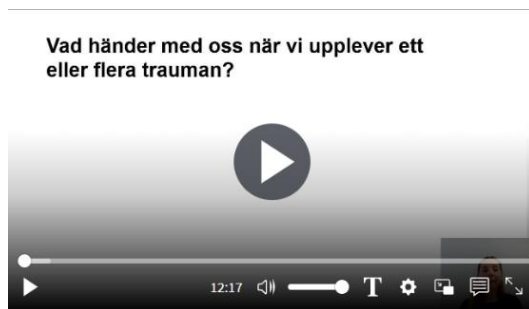 Vad händer med oss när vi upplever ett
eller flera trauman?
12:17
T